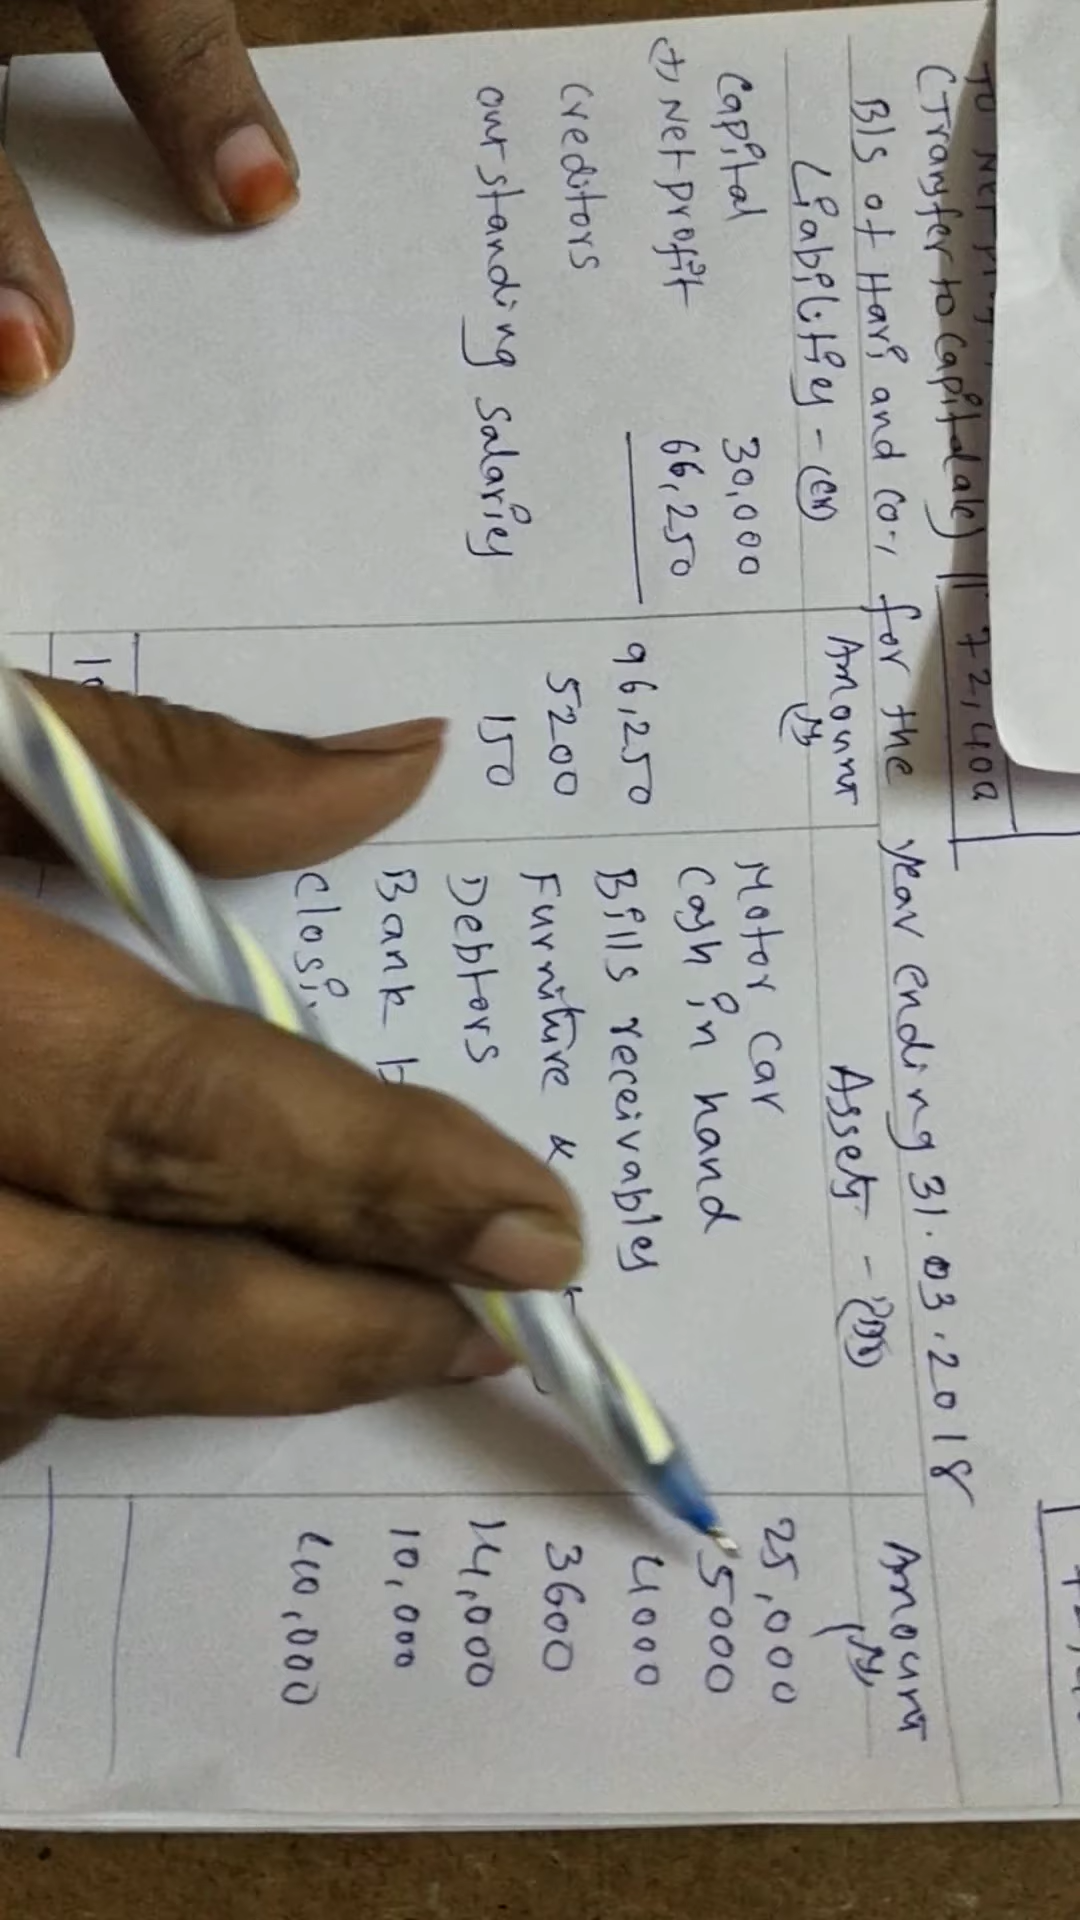 (Transfer to Capital a/c) 72,400
B/s of Hari and co., for the year ending 31.03.2018
Liability - (Cr) Amount Assets - (Dr) Amount
Capital 30,000 Motor car 25,000
(+) Net profit 66,250 Cash in hand 5000
96,250 Bills receivables 4000
Creditors 5200 Furniture & 3600
outstanding salaries 150 Debtors 14,000
Bank 10,000
40,000